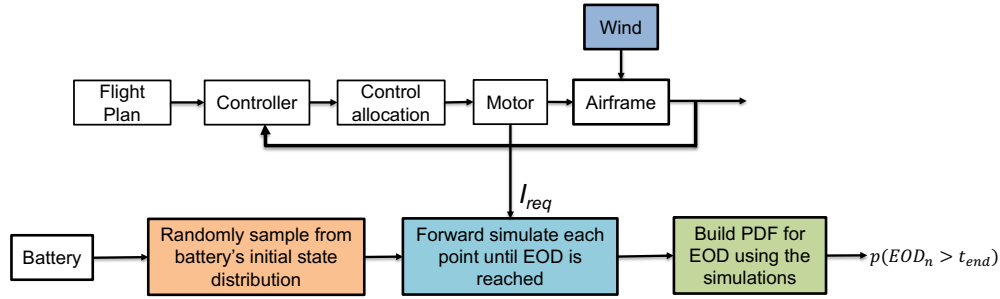 Wind
Flight
Plan
Controller
Control
allocation
Motor
Airframe
I_req
Battery
Randomly sample from
battery's initial state
distribution
Forward simulate each
point until EOD is
reached
Build PDF for
EOD using the
simulations
p(EOD_n > t_end)